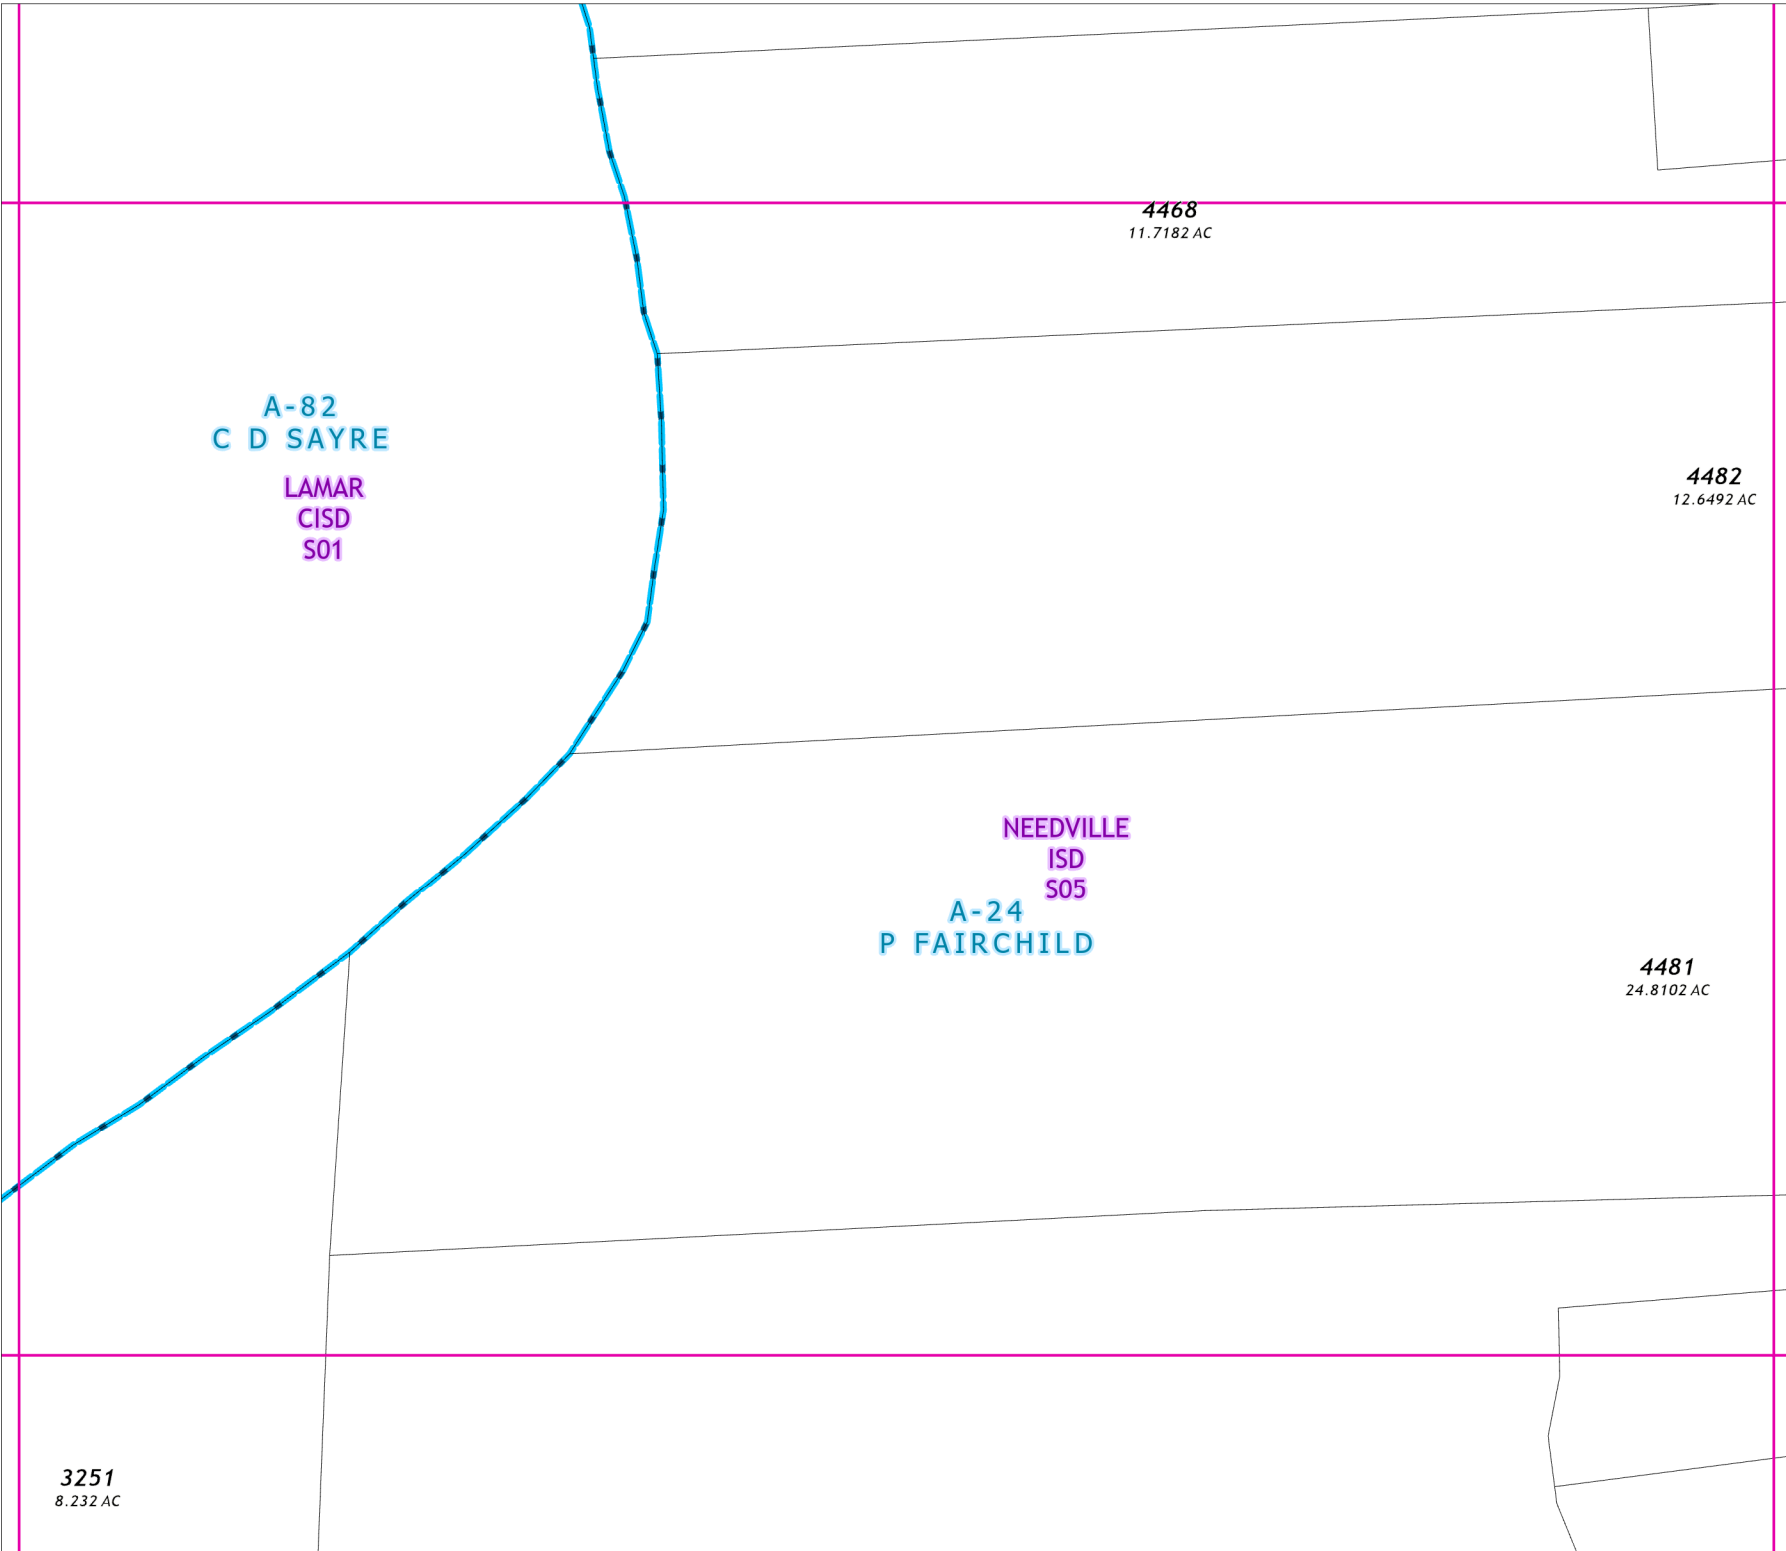 4468
11.7182 AC
A-82
C D SAYRE
LAMAR
CISD
S01
4482
12.6492 AC
NEEDVILLE
ISD
S05
A-24
P FAIRCHILD
4481
24.8102 AC
3251
8.232 AC